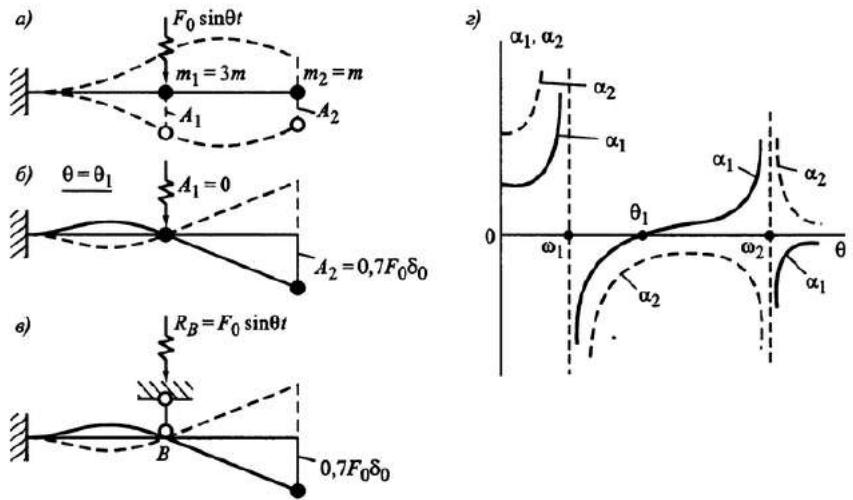 а)
F₀ sinθt
m₁ = 3m
m₂ = m
A₁
A₂
б)
θ = θ₁
A₁ = 0
A₂ = 0,7F₀δ₀
в)
R_B = F₀ sinθt
B
0,7F₀δ₀
г)
α₁, α₂
α₂
α₁
α₁
α₂
θ₁
0
ω₁
ω₂
θ
α₂
α₁